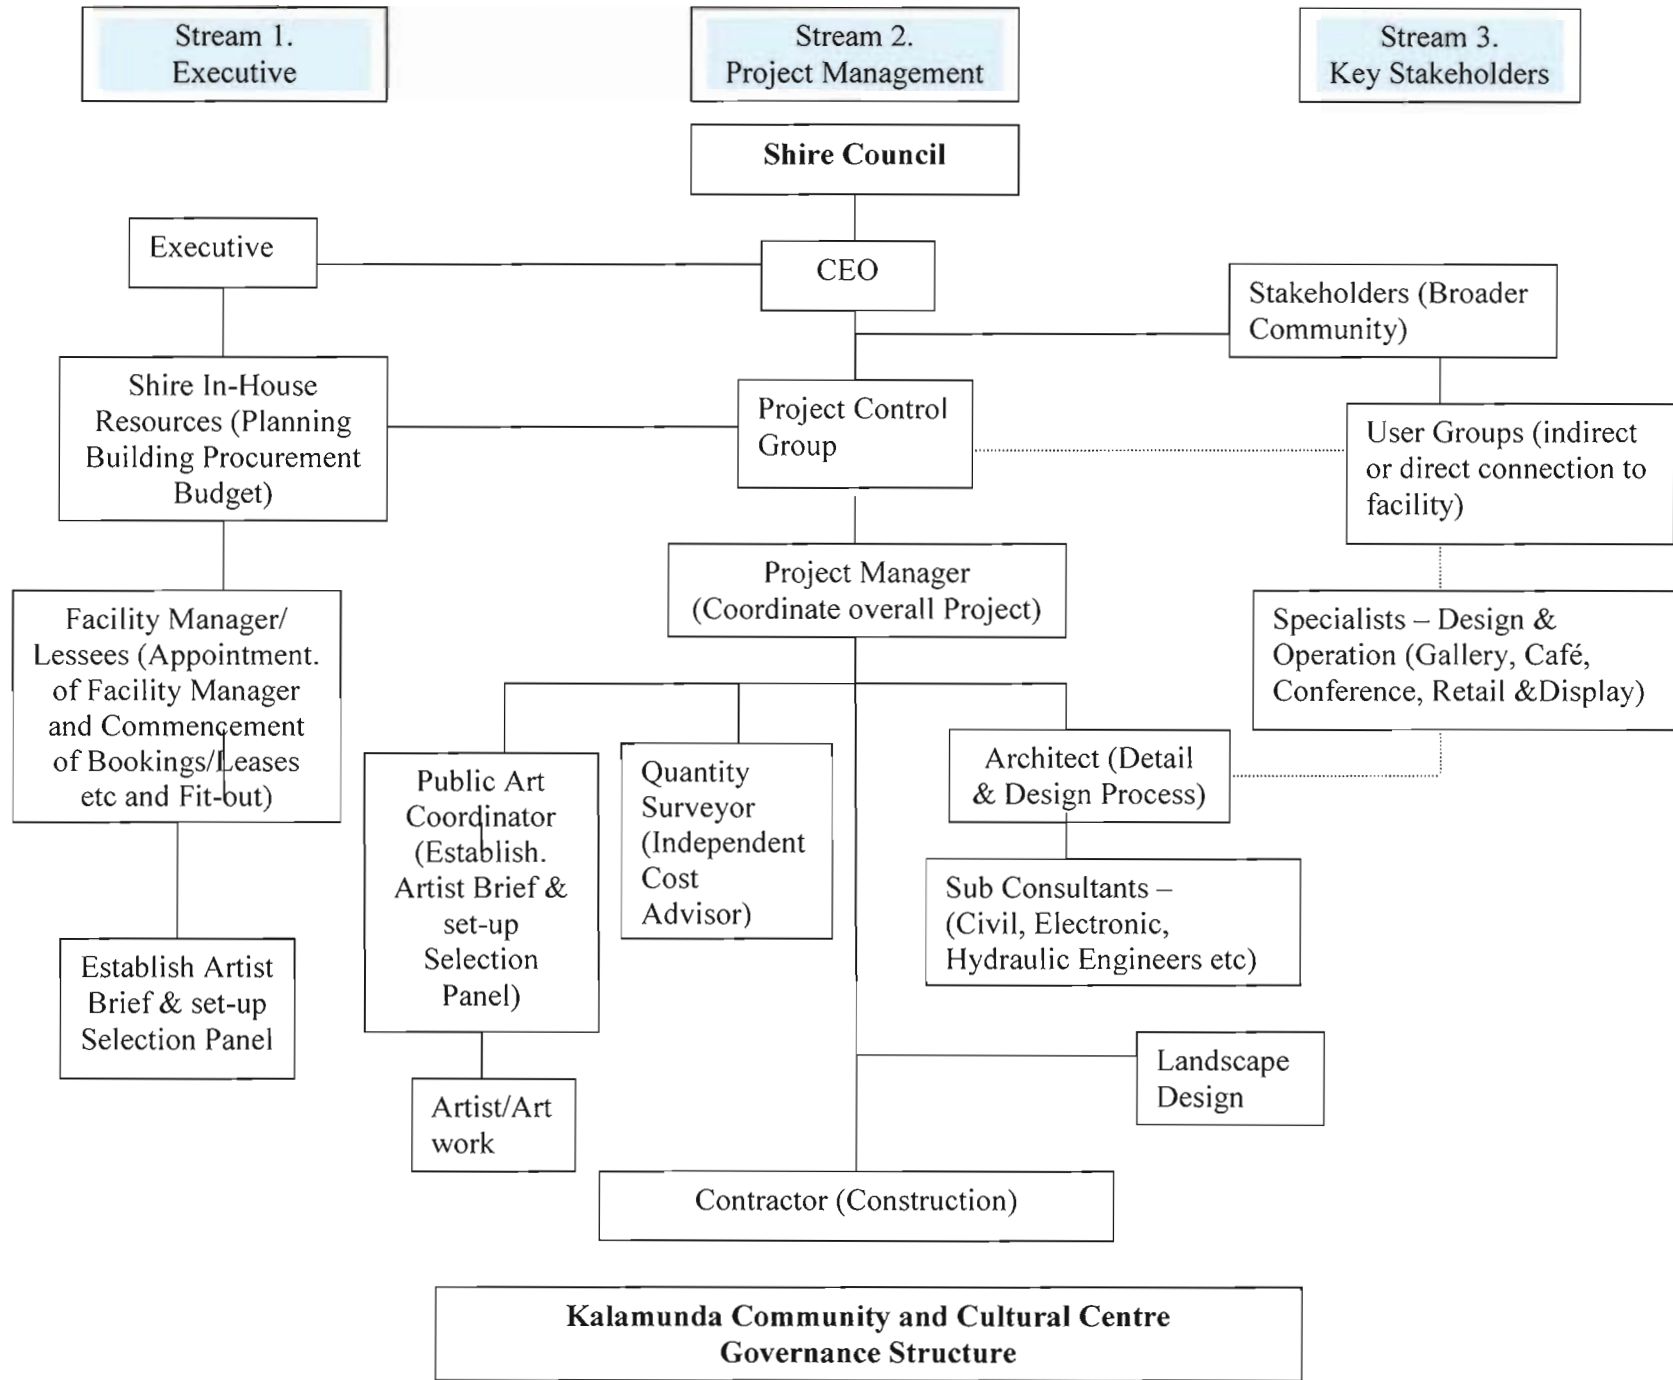 Stream 1.
Executive
Stream 2.
Project Management
Stream 3.
Key Stakeholders
Shire Council
Executive
CEO
Stakeholders (Broader
Community)
Shire In-House
Resources (Planning
Building Procurement
Budget)
Project Control
Group
User Groups (indirect
or direct connection to
facility)
Project Manager
(Coordinate overall Project)
Facility Manager/
Lessees (Appointment.
of Facility Manager
and Commencement
of Bookings/Leases
etc and Fit-out)
Specialists – Design &
Operation (Gallery, Café,
Conference, Retail &Display)
Public Art
Coordinator
(Establish.
Artist Brief &
set-up
Selection
Panel)
Quantity
Surveyor
(Independent
Cost
Advisor)
Architect (Detail
& Design Process)
Sub Consultants –
(Civil, Electronic,
Hydraulic Engineers etc)
Establish Artist
Brief & set-up
Selection Panel
Landscape
Design
Artist/Art
work
Contractor (Construction)
Kalamunda Community and Cultural Centre
Governance Structure